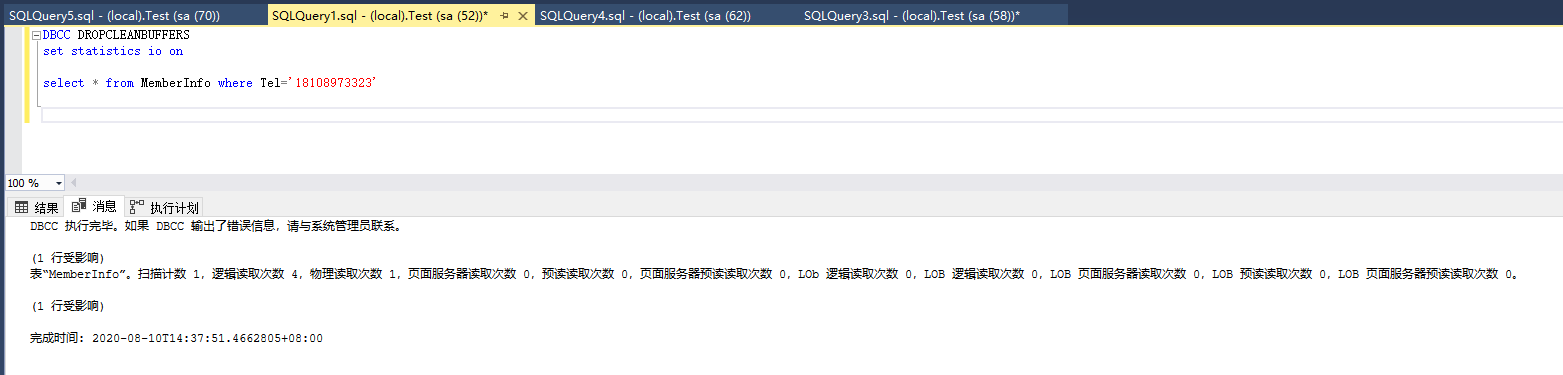 SQLQuery5.sql - (local).Test (sa (70))
SQLQuery1.sql - (local).Test (sa (52))*
SQLQuery4.sql - (local).Test (sa (62))
SQLQuery3.sql - (local).Test (sa (58))*
DBCC DROPCLEANBUFFERS
set statistics io on
select * from MemberInfo where Tel='18108973323'
100 %
结果 消息 执行计划
DBCC 执行完毕。如果 DBCC 输出了错误信息，请与系统管理员联系。
(1 行受影响)
表“MemberInfo”。扫描计数 1，逻辑读取次数 4，物理读取次数 1，页面服务器读取次数 0，预读读取次数 0，页面服务器预读读取次数 0，LOb 逻辑读取次数 0，LOB 逻辑读取次数 0，LOB 页面服务器读取次数 0，LOB 预读读取次数 0，LOB 页面服务器预读读取次数 0。
(1 行受影响)
完成时间: 2020-08-10T14:37:51.4662805+08:00